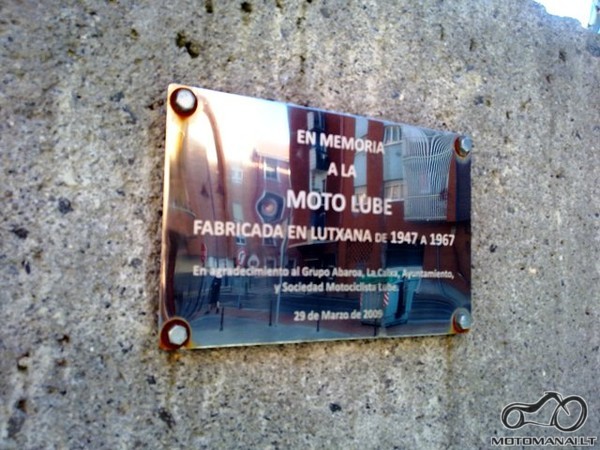 EN MEMORIA
A LA
MOTO LUBE
FABRICADA EN LUTXANA DE 1947 A 1967
En agradecimiento al Grupo Abaroa, La Caixa, Ayuntamiento,
y Sociedad Motociclista Lube.
29 de Marzo de 2009
MOTOMANAI.LT